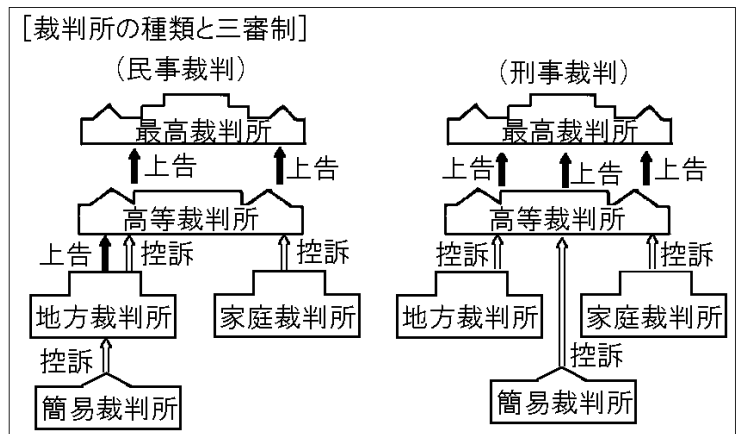 [裁判所の種類と三審制]
(民事裁判)
最高裁判所
上告
上告
高等裁判所
上告
控訴
控訴
地方裁判所
家庭裁判所
控訴
簡易裁判所
(刑事裁判)
最高裁判所
上告
上告
上告
高等裁判所
控訴
控訴
地方裁判所
家庭裁判所
控訴
簡易裁判所